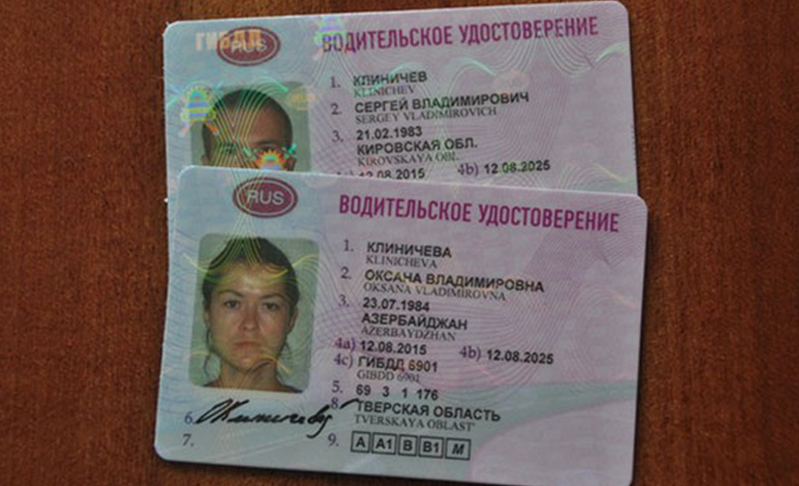 ГИБДД
RUS
ВОДИТЕЛЬСКОЕ УДОСТОВЕРЕНИЕ
1. КЛИНИЧЕВ
KLINICHEV
2. СЕРГЕЙ ВЛАДИМИРОВИЧ
SERGEY VLADIMIROVICH
3. 21.02.1983
КИРОВСКАЯ ОБЛ.
KIROVSKAYA OBL.
12.08.2015 4b) 12.08.2025
RUS
ВОДИТЕЛЬСКОЕ УДОСТОВЕРЕНИЕ
1. КЛИНИЧЕВА
KLINICHEVA
2. ОКСАЧА ВЛАДИМИРОВНА
OKSANA VLADIMIROVNA
3. 23.07.1984
АЗЕРБАЙДЖАН
AZERBAYDZHAN
4a) 12.08.2015 4b) 12.08.2025
4c) ГИБДД 6901
GIBDD 6901
5. 69 3 1 176
8. ТВЕРСКАЯ ОБЛАСТЬ
TVERSKAYA OBLAST'
6.
7.
9. A A1 B B1 M